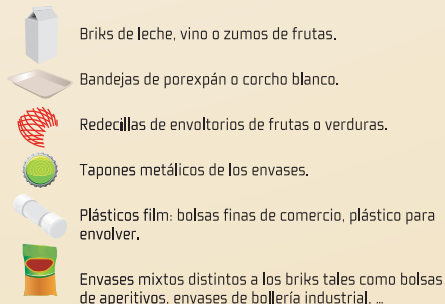 Briks de leche, vino o zumos de frutas.
Bandejas de porexpán o corcho blanco.
Redecillas de envoltorios de frutas o verduras.
Tapones metálicos de los envases.
Plásticos film: bolsas finas de comercio, plástico para
envolver.
Envases mixtos distintos a los briks tales como bolsas
de aperitivos, envases de bollería industrial, ...